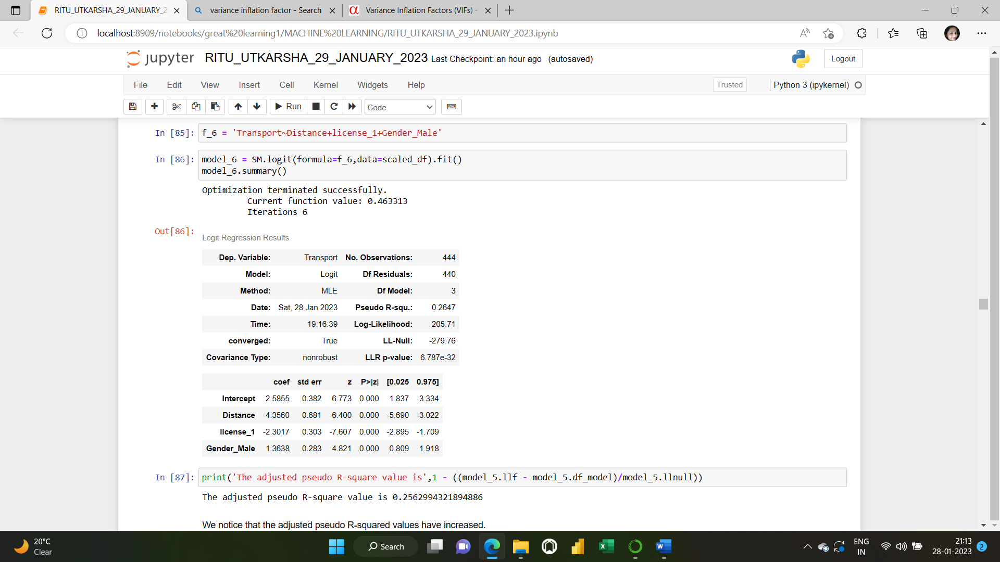 RITU_UTKARSHA_29_JANUARY_2
variance inflation factor - Search
α
Variance Inflation Factors (VIFs) -
localhost:8909/notebooks/great%20learning1/MACHINE%20LEARNING/RITU_UTKARSHA_29_JANUARY_2023.ipynb
jupyter RITU_UTKARSHA_29_JANUARY_2023 Last Checkpoint: an hour ago (autosaved)
Logout
File Edit View Insert Cell Kernel Widgets Help
Trusted
Python 3 (ipykernel)
Run
Code
In [85]: f_6 = 'Transport~Distance+license_1+Gender_Male'
In [86]: model_6 = SM.logit(formula=f_6,data=scaled_df).fit()
model_6.summary()
Optimization terminated successfully.
Current function value: 0.463313
Iterations 6
Out[86]:
Logit Regression Results
Dep. Variable: Transport No. Observations: 444
Model: Logit Df Residuals: 440
Method: MLE Df Model: 3
Date: Sat, 28 Jan 2023 Pseudo R-squ.: 0.2647
Time: 19:16:39 Log-Likelihood: -205.71
converged: True LL-Null: -279.76
Covariance Type: nonrobust LLR p-value: 6.787e-32
coef std err z P>|z| [0.025 0.975]
Intercept 2.5855 0.382 6.773 0.000 1.837 3.334
Distance -4.3560 0.681 -6.400 0.000 -5.690 -3.022
license_1 -2.3017 0.303 -7.607 0.000 -2.895 -1.709
Gender_Male 1.3638 0.283 4.821 0.000 0.809 1.918
In [87]: print('The adjusted pseudo R-square value is',1 - ((model_5.llf - model_5.df_model)/model_5.llnull))
The adjusted pseudo R-square value is 0.2562994321894886
We notice that the adjusted pseudo R-squared values have increased.
20°C
Clear
Search
ENG
IN
21:13
28-01-2023
2